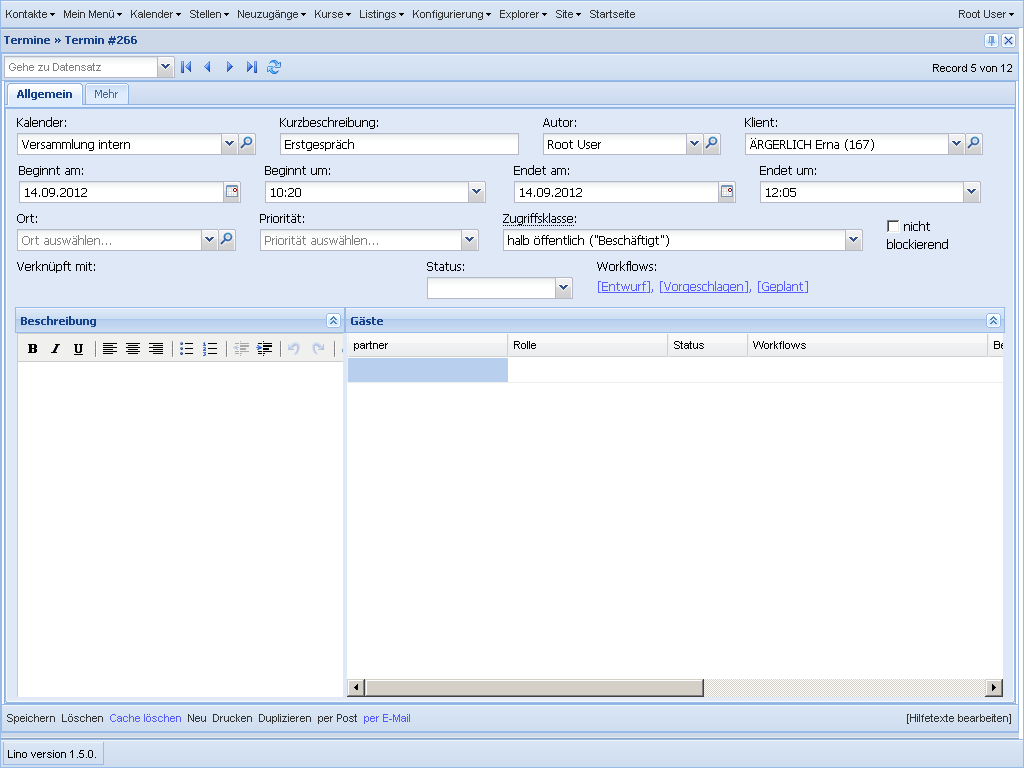 Kontakte Mein Menü Kalender Stellen Neuzugänge Kurse Listings Konfigurierung Explorer Site Startseite Root User
Termine » Termin #266
Gehe zu Datensatz Record 5 von 12
Allgemein Mehr
Kalender: Kurzbeschreibung: Autor: Klient:
Versammlung intern Erstgespräch Root User ÄRGERLICH Erna (167)
Beginnt am: Beginnt um: Endet am: Endet um:
14.09.2012 10:20 14.09.2012 12:05
Ort: Priorität: Zugriffsklasse: nicht
Ort auswählen... Priorität auswählen... halb öffentlich ("Beschäftigt") blockierend
Verknüpft mit: Status: Workflows:
[Entwurf], [Vorgeschlagen], [Geplant]
Beschreibung Gäste
B I U partner Rolle Status Workflows Be
Speichern Löschen Cache löschen Neu Drucken Duplizieren per Post per E-Mail [Hilfetexte bearbeiten]
Lino version 1.5.0.